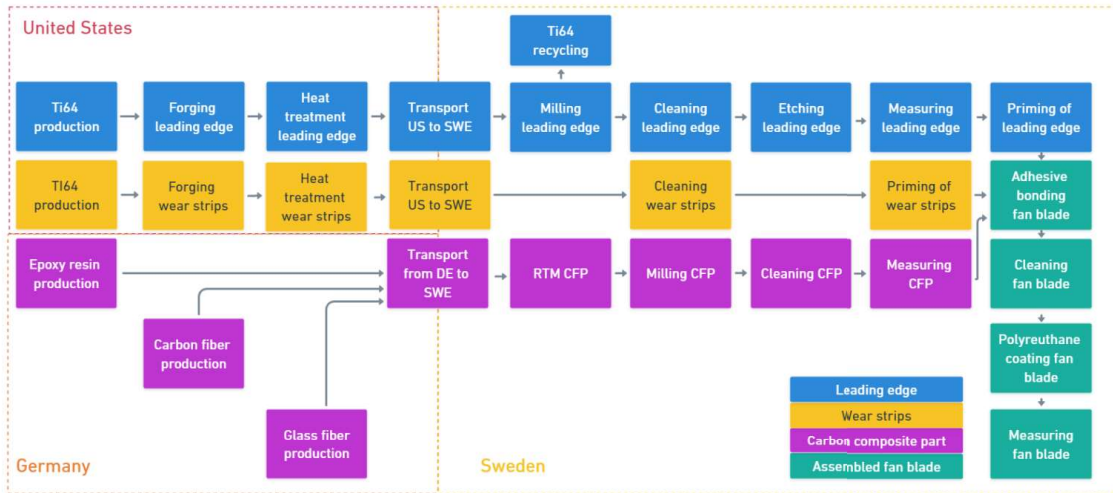 United States
Ti64
recycling
Ti64
production
Forging
leading edge
Heat
treatment
leading edge
Transport
US to SWE
Milling
leading edge
Cleaning
leading edge
Etching
leading edge
Measuring
leading edge
Priming of
leading edge
TI64
production
Forging
wear strips
Heat
treatment
wear strips
Transport
US to SWE
Cleaning
wear strips
Priming of
wear strips
Adhesive
bonding
fan blade
Epoxy resin
production
Transport
from DE to
SWE
RTM CFP
Milling CFP
Cleaning CFP
Measuring
CFP
Cleaning
fan blade
Carbon fiber
production
Polyreuthane
coating fan
blade
Glass fiber
production
Leading edge
Wear strips
Carbon composite part
Assembled fan blade
Measuring
fan blade
Germany
Sweden